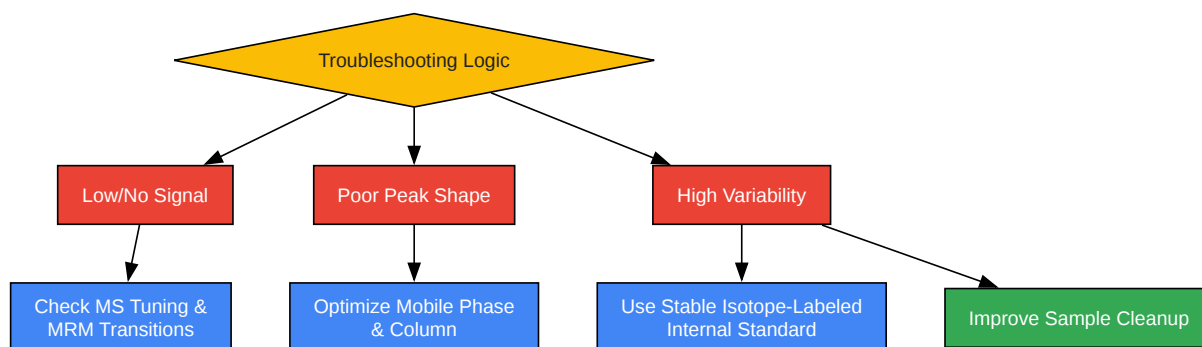 Troubleshooting Logic
Low/No Signal
Poor Peak Shape
High Variability
Check MS Tuning &
MRM Transitions
Optimize Mobile Phase
& Column
Use Stable Isotope-Labeled
Internal Standard
Improve Sample Cleanup